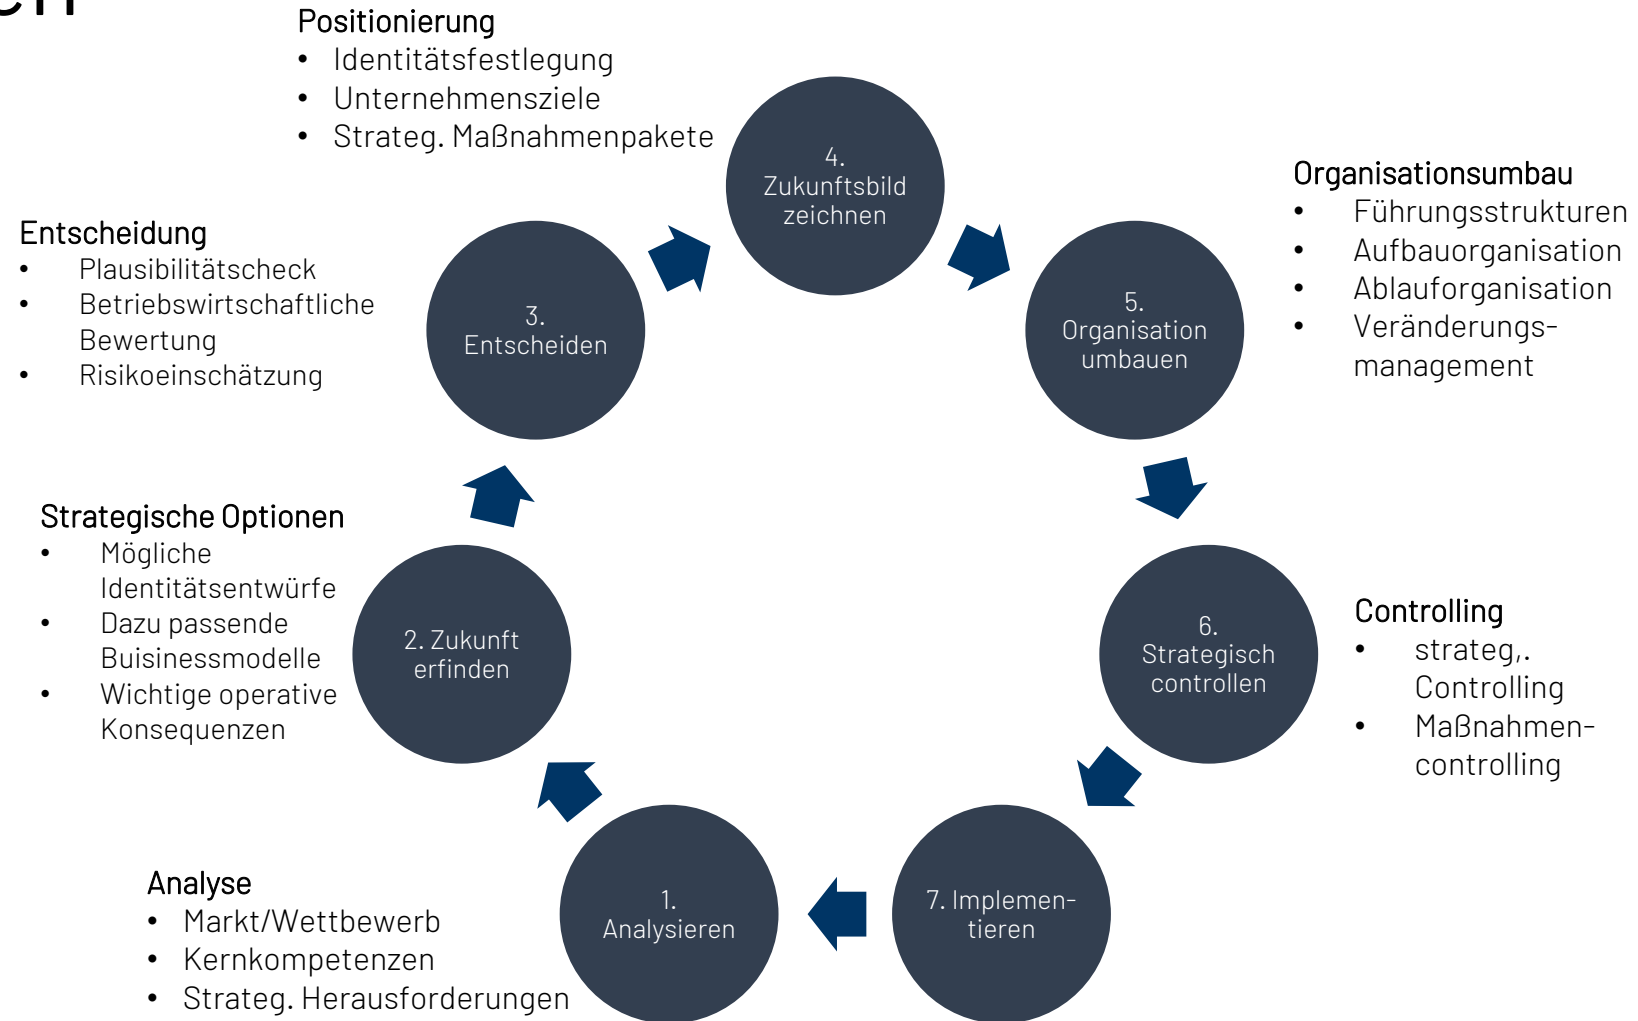 Positionierung
• Identitätsfestlegung
• Unternehmensziele
• Strateg. Maßnahmenpakete
4.
Zukunftsbild
zeichnen
Organisationsumbau
• Führungsstrukturen
• Aufbauorganisation
• Ablauforganisation
• Veränderungs-
management
Entscheidung
• Plausibilitätscheck
• Betriebswirtschaftliche
Bewertung
• Risikoeinschätzung
3.
Entscheiden
5.
Organisation
umbauen
Strategische Optionen
• Mögliche
Identitätsentwürfe
• Dazu passende
Buisinessmodelle
• Wichtige operative
Konsequenzen
2. Zukunft
erfinden
6.
Strategisch
controllen
Controlling
• strateg,.
Controlling
• Maßnahmen-
controlling
Analyse
• Markt/Wettbewerb
• Kernkompetenzen
• Strateg. Herausforderungen
1.
Analysieren
7. Implemen-
tieren